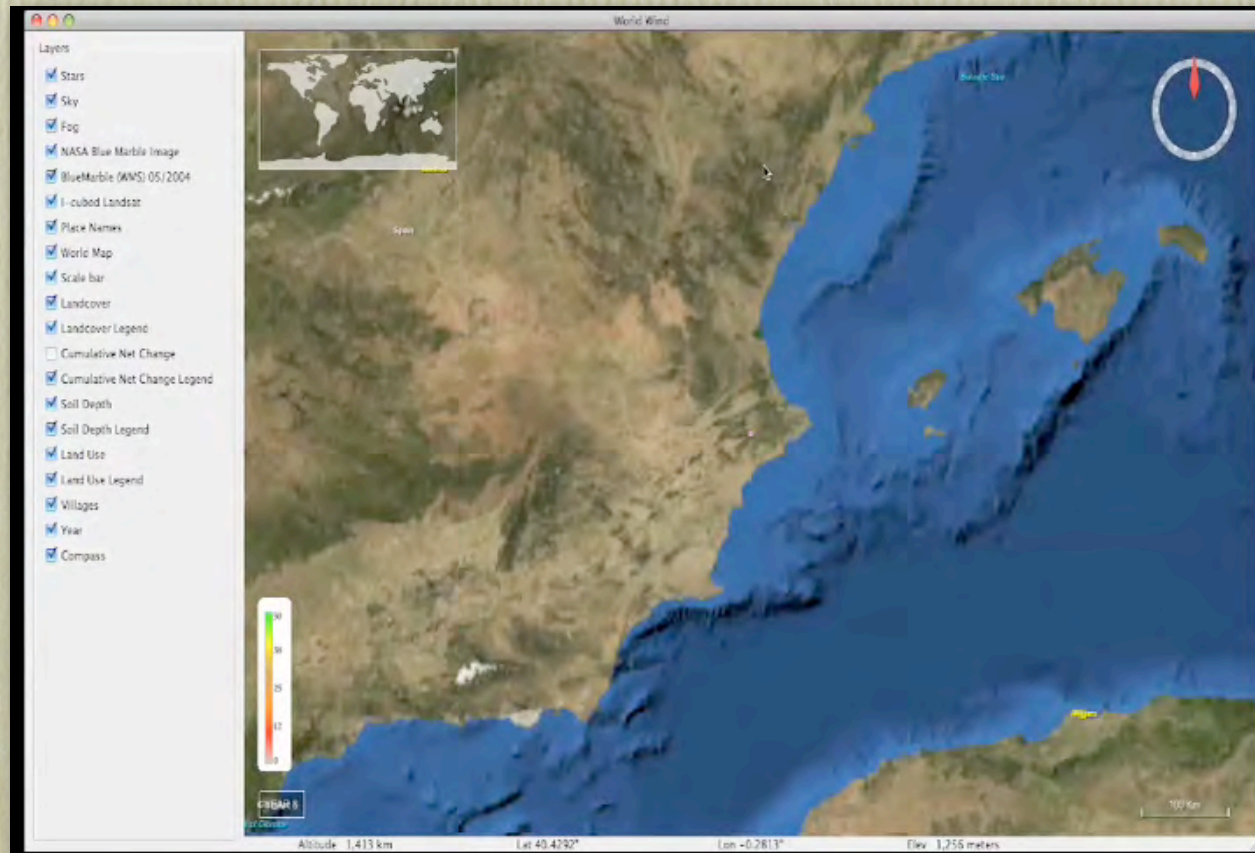 World Wind
Layers
Stars
Sky
Fog
NASA Blue Marble Image
BlueMarble (WMS) 05/2004
I-cubed Landsat
Place Names
World Map
Scale bar
Landcover
Landcover Legend
Cumulative Net Change
Cumulative Net Change Legend
Soil Depth
Soil Depth Legend
Land Use
Land Use Legend
Villages
Year
Compass
Balearic Sea
Spain
Algiers
100 Km
Altitude 1,413 km Lat 40.4292° Lon -0.2813° Elev 1,256 meters